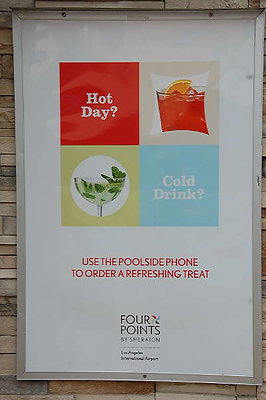 Hot
Day?
Cold
Drink?
USE THE POOLSIDE PHONE
TO ORDER A REFRESHING TREAT
FOUR
POINTS
BY SHERATON
Los Angeles
International Airport